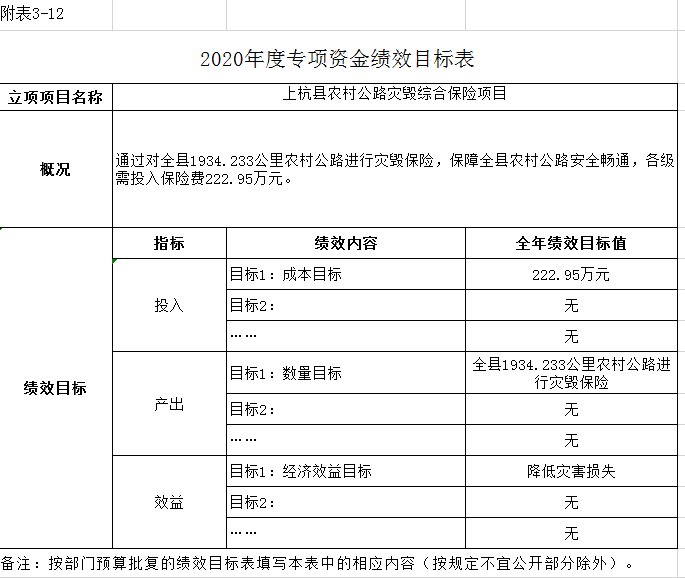 附表3-12
2020年度专项资金绩效目标表
立项项目名称
上杭县农村公路灾毁综合保险项目
概况
通过对全县1934.233公里农村公路进行灾毁保险，保障全县农村公路安全畅通，各级
需投入保险费222.95万元。
绩效目标
指标
绩效内容
全年绩效目标值
投入
目标1：成本目标
222.95万元
目标2：
无
……
无
产出
目标1：数量目标
全县1934.233公里农村公路进
行灾毁保险
目标2：
无
……
无
效益
目标1：经济效益目标
降低灾害损失
目标2：
无
……
无
备注：按部门预算批复的绩效目标表填写本表中的相应内容（按规定不宜公开部分除外）。